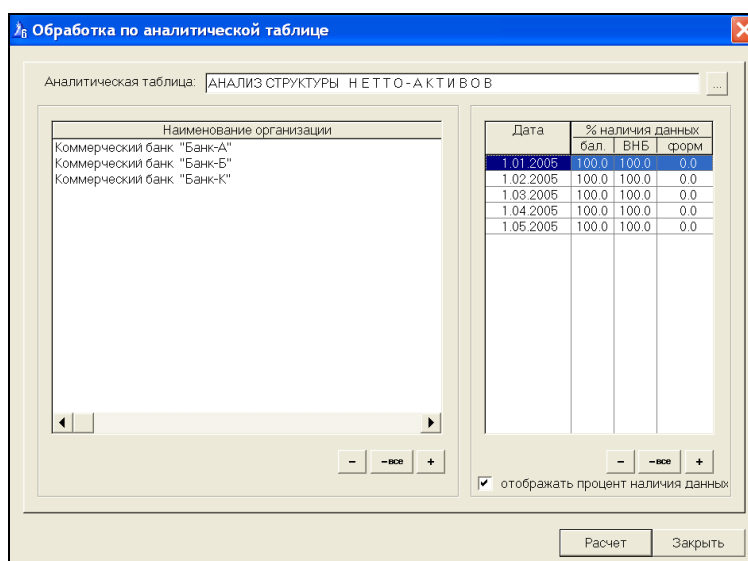 Обработка по аналитической таблице
Аналитическая таблица: АНАЛИЗ СТРУКТУРЫ Н Е Т Т О - А К Т И В О В ...
Наименование организации
Коммерческий банк "Банк-А"
Коммерческий банк "Банк-Б"
Коммерческий банк "Банк-К"
- -все +
Дата % наличия данных
бал. ВНБ форм
1.01.2005 100.0 100.0 0.0
1.02.2005 100.0 100.0 0.0
1.03.2005 100.0 100.0 0.0
1.04.2005 100.0 100.0 0.0
1.05.2005 100.0 100.0 0.0
- -все +
отображать процент наличия данных
Расчет Закрыть